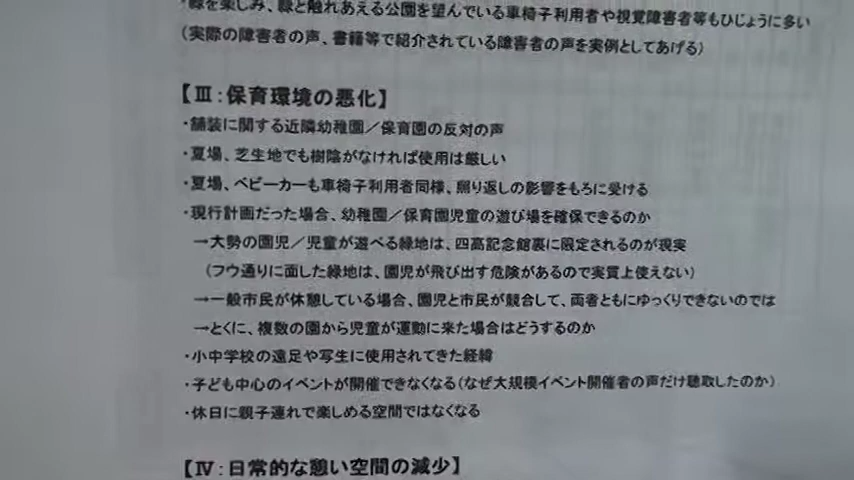 ・緑を楽しみ、緑と触れあえる公園を望んでいる車椅子利用者や視覚障害者等もひじょうに多い
(実際の障害者の声、書籍等で紹介されている障害者の声を実例としてあげる)
【Ⅲ:保育環境の悪化】
・舗装に関する近隣幼稚園/保育園の反対の声
・夏場、芝生地でも樹陰がなければ使用は厳しい
・夏場、ベビーカーも車椅子利用者同様、照り返しの影響をもろに受ける
・現行計画だった場合、幼稚園/保育園児童の遊び場を確保できるのか
→大勢の園児/児童が遊べる緑地は、四高記念館裏に限定されるのが現実
(フウ通りに面した緑地は、園児が飛び出す危険があるので実質上使えない)
→一般市民が休憩している場合、園児と市民が競合して、両者ともにゆっくりできないのでは
→とくに、複数の園から児童が運動に来た場合はどうするのか
・小中学校の遠足や写生に使用されてきた経緯
・子ども中心のイベントが開催できなくなる(なぜ大規模イベント開催者の声だけ聴取したのか)
・休日に親子連れで楽しめる空間ではなくなる
【Ⅳ:日常的な憩い空間の減少】